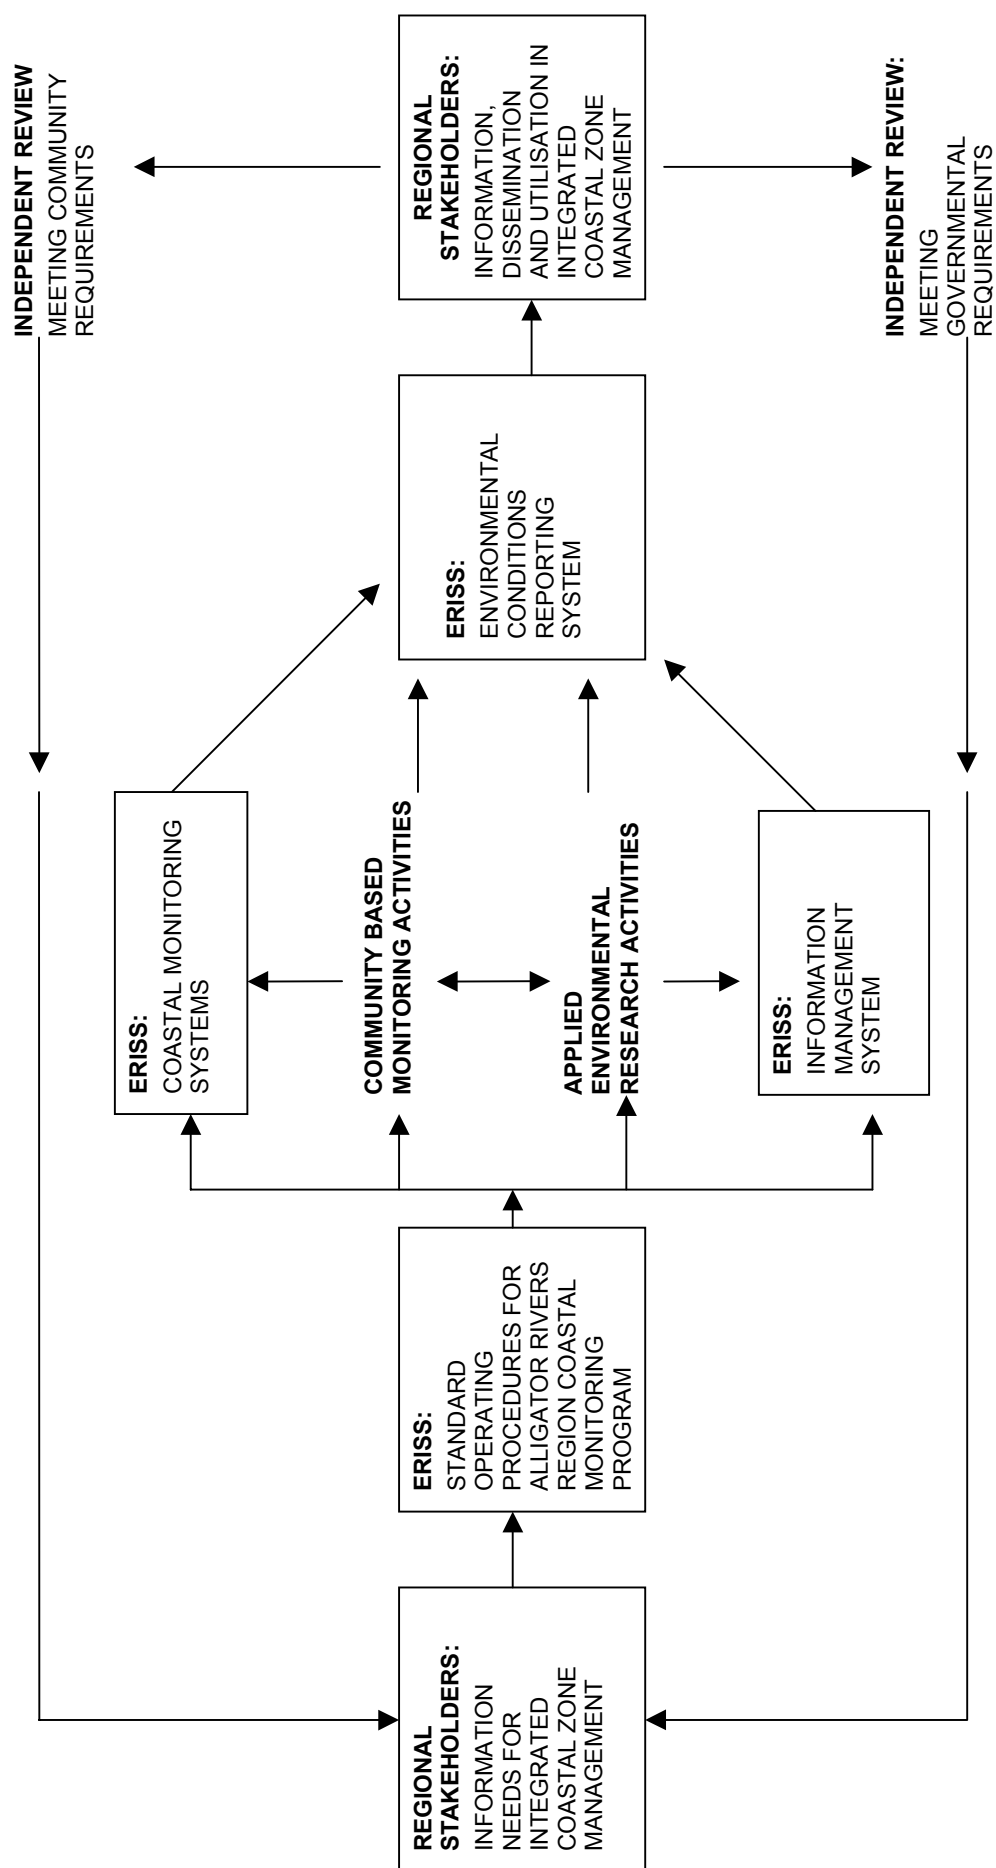 INDEPENDENT REVIEW
MEETING COMMUNITY
REQUIREMENTS
REGIONAL
STAKEHOLDERS:
INFORMATION
NEEDS FOR
INTEGRATED
COASTAL ZONE
MANAGEMENT
ERISS:
STANDARD
OPERATING
PROCEDURES FOR
ALLIGATOR RIVERS
REGION COASTAL
MONITORING
PROGRAM
ERISS:
COASTAL MONITORING
SYSTEMS
COMMUNITY BASED
MONITORING ACTIVITIES
APPLIED
ENVIRONMENTAL
RESEARCH ACTIVITIES
ERISS:
INFORMATION
MANAGEMENT
SYSTEM
ERISS:
ENVIRONMENTAL
CONDITIONS
REPORTING
SYSTEM
REGIONAL
STAKEHOLDERS:
INFORMATION,
DISSEMINATION
AND UTILISATION IN
INTEGRATED
COASTAL ZONE
MANAGEMENT
INDEPENDENT REVIEW:
MEETING
GOVERNMENTAL
REQUIREMENTS